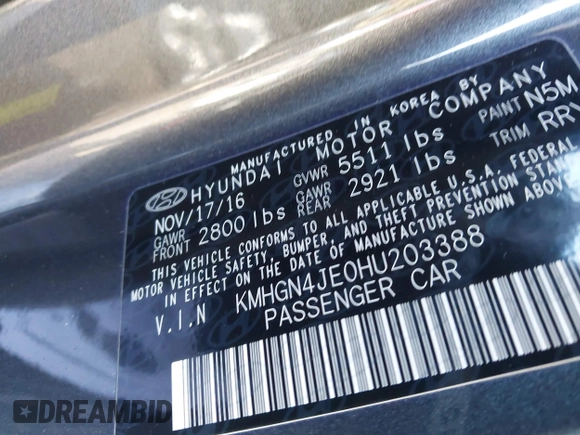 MANUFACTURED IN KOREA BY
HYUNDAI MOTOR COMPANY
NOV/17/16 GVWR 5511 lbs PAINT N5M
GAWR FRONT 2800 lbs GAWR REAR 2921 lbs TRIM RRY
THIS VEHICLE CONFORMS TO ALL APPLICABLE U.S.A. FEDERAL
MOTOR VEHICLE SAFETY, BUMPER, AND THEFT PREVENTION STAN
IN EFFECT ON THE DATE OF MANUFACTURE SHOWN ABOVE.
V.I.N KMHGN4JE0HU203388
PASSENGER CAR
DREAMBID